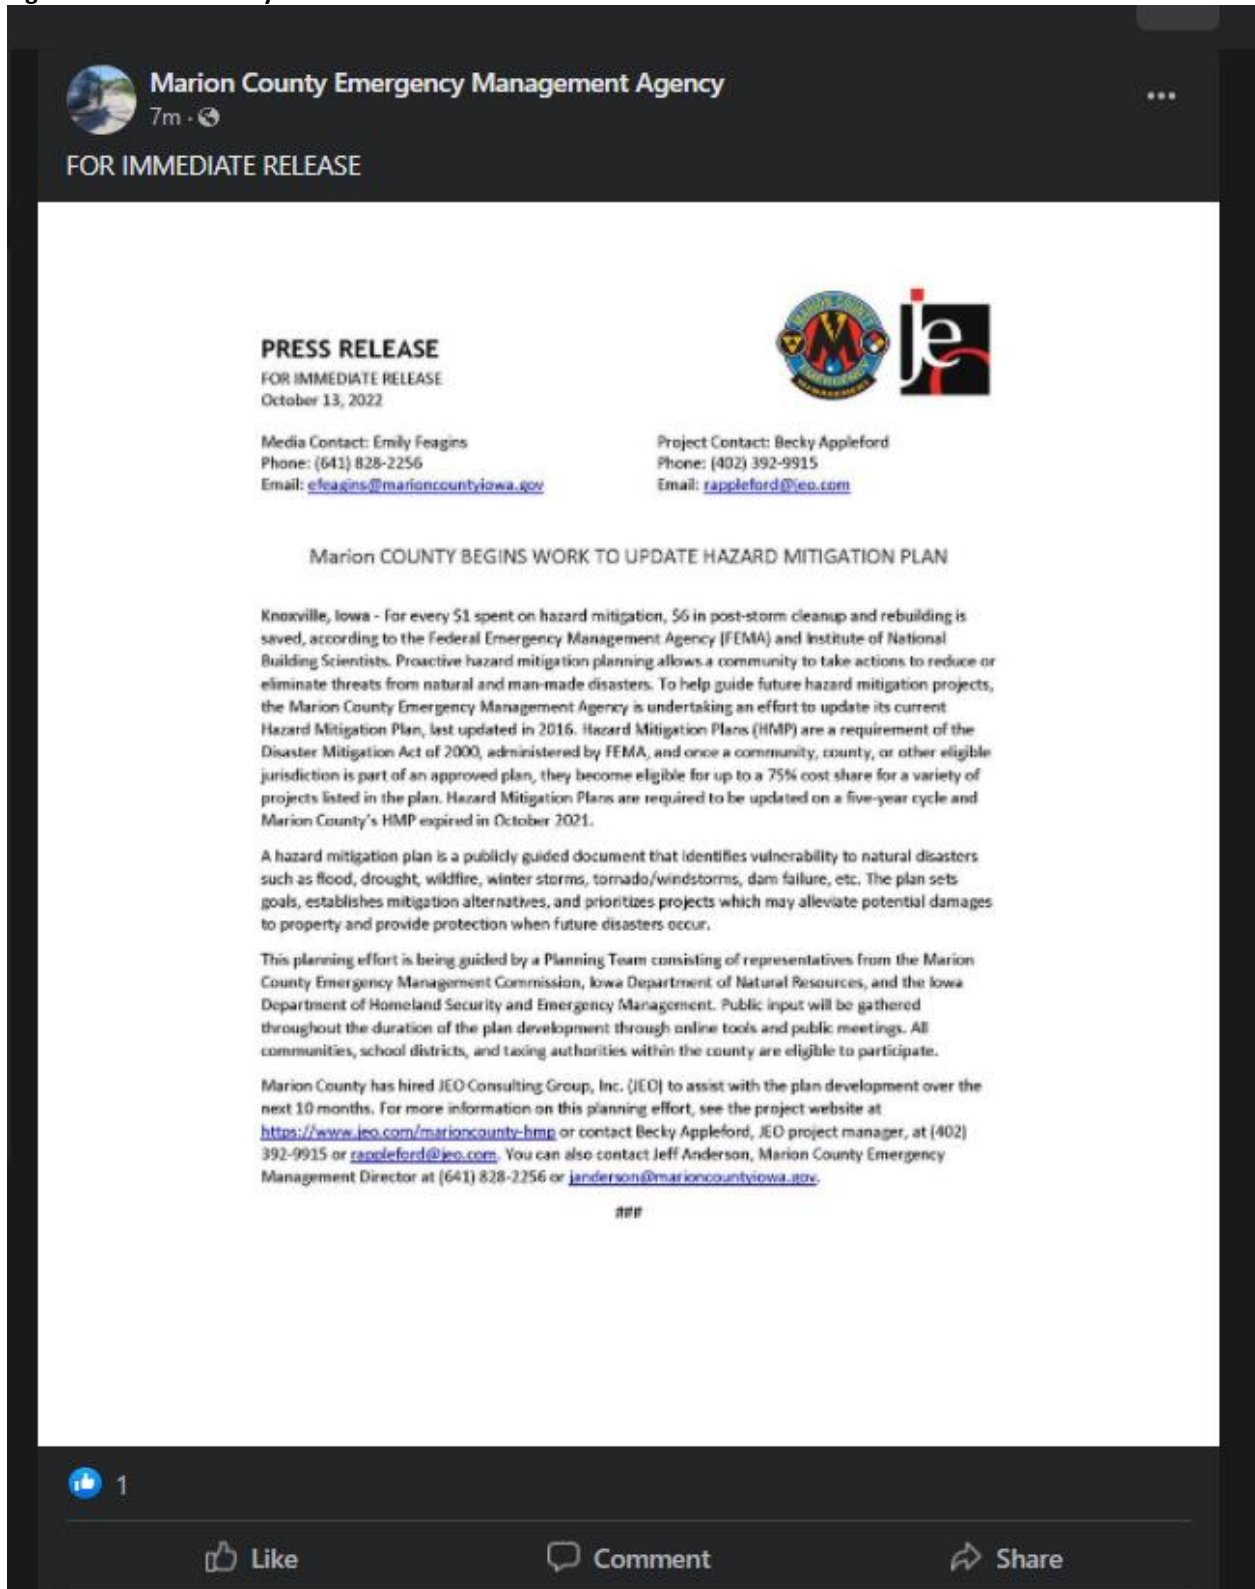 Marion County Emergency Management Agency
7m ·
FOR IMMEDIATE RELEASE
MARION COUNTY
M
EMERGENCY
MANAGEMENT
jeo
PRESS RELEASE
FOR IMMEDIATE RELEASE
October 13, 2022
Media Contact: Emily Feagins
Phone: (641) 828-2256
Email: efeagins@marioncountyiowa.gov
Project Contact: Becky Appleford
Phone: (402) 392-9915
Email: rappleford@jeo.com
Marion COUNTY BEGINS WORK TO UPDATE HAZARD MITIGATION PLAN
Knoxville, Iowa - For every $1 spent on hazard mitigation, $6 in post-storm cleanup and rebuilding is
saved, according to the Federal Emergency Management Agency (FEMA) and Institute of National
Building Scientists. Proactive hazard mitigation planning allows a community to take actions to reduce or
eliminate threats from natural and man-made disasters. To help guide future hazard mitigation projects,
the Marion County Emergency Management Agency is undertaking an effort to update its current
Hazard Mitigation Plan, last updated in 2016. Hazard Mitigation Plans (HMP) are a requirement of the
Disaster Mitigation Act of 2000, administered by FEMA, and once a community, county, or other eligible
jurisdiction is part of an approved plan, they become eligible for up to a 75% cost share for a variety of
projects listed in the plan. Hazard Mitigation Plans are required to be updated on a five-year cycle and
Marion County's HMP expired in October 2021.
A hazard mitigation plan is a publicly guided document that identifies vulnerability to natural disasters
such as flood, drought, wildfire, winter storms, tornado/windstorms, dam failure, etc. The plan sets
goals, establishes mitigation alternatives, and prioritizes projects which may alleviate potential damages
to property and provide protection when future disasters occur.
This planning effort is being guided by a Planning Team consisting of representatives from the Marion
County Emergency Management Commission, Iowa Department of Natural Resources, and the Iowa
Department of Homeland Security and Emergency Management. Public input will be gathered
throughout the duration of the plan development through online tools and public meetings. All
communities, school districts, and taxing authorities within the county are eligible to participate.
Marion County has hired JEO Consulting Group, Inc. (JEO) to assist with the plan development over the
next 10 months. For more information on this planning effort, see the project website at
https://www.jeo.com/marioncounty-hmp or contact Becky Appleford, JEO project manager, at (402)
392-9915 or rappleford@jeo.com. You can also contact Jeff Anderson, Marion County Emergency
Management Director at (641) 828-2256 or janderson@marioncountyiowa.gov.
###
1
Like
Comment
Share